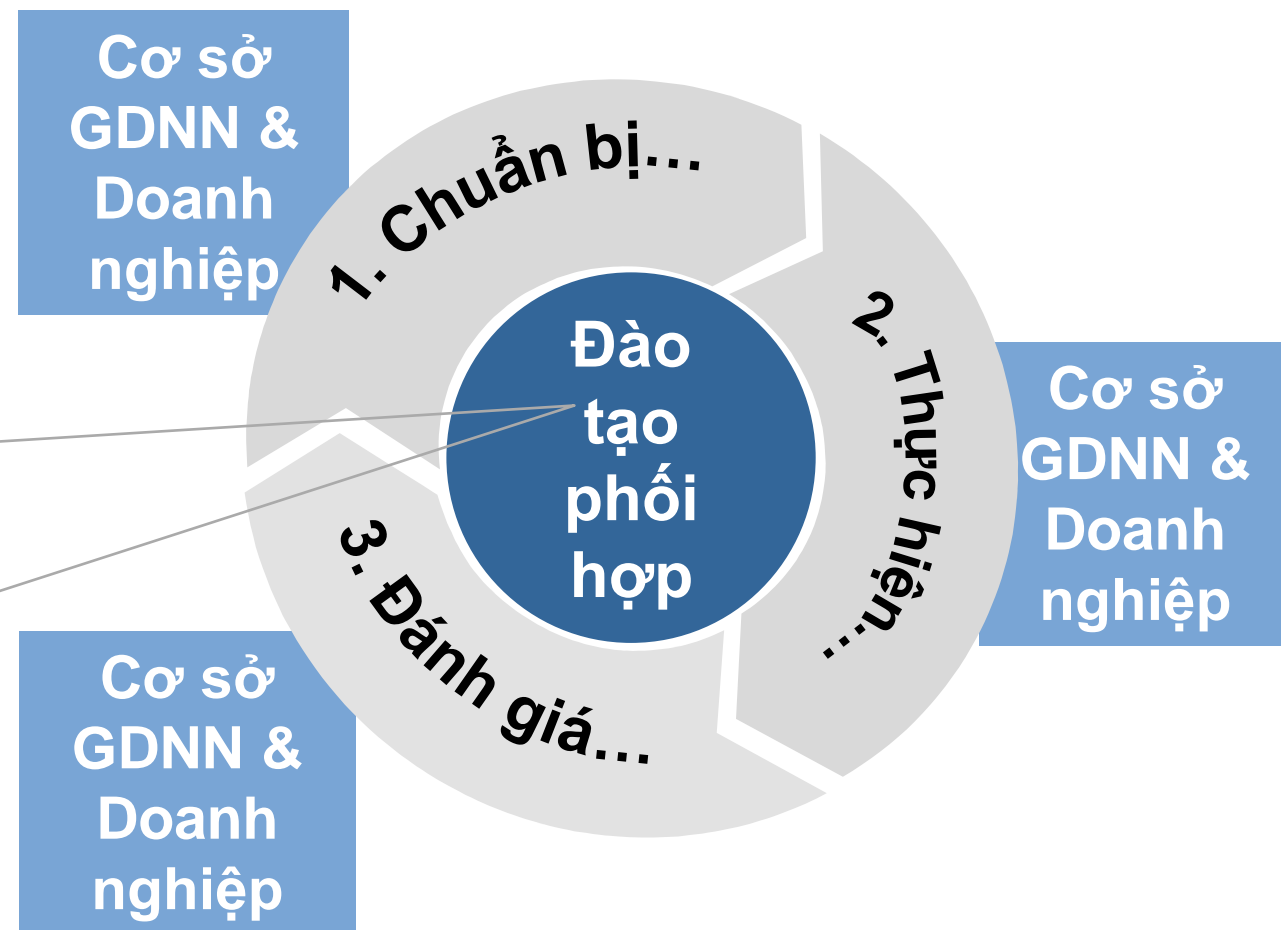 Cơ sở
GDNN &
Doanh
nghiệp
1. Chuẩn bị…
2. Thực hiện…
Cơ sở
GDNN &
Doanh
nghiệp
Đào
tạo
phối
hợp
3. Đánh giá…
Cơ sở
GDNN &
Doanh
nghiệp